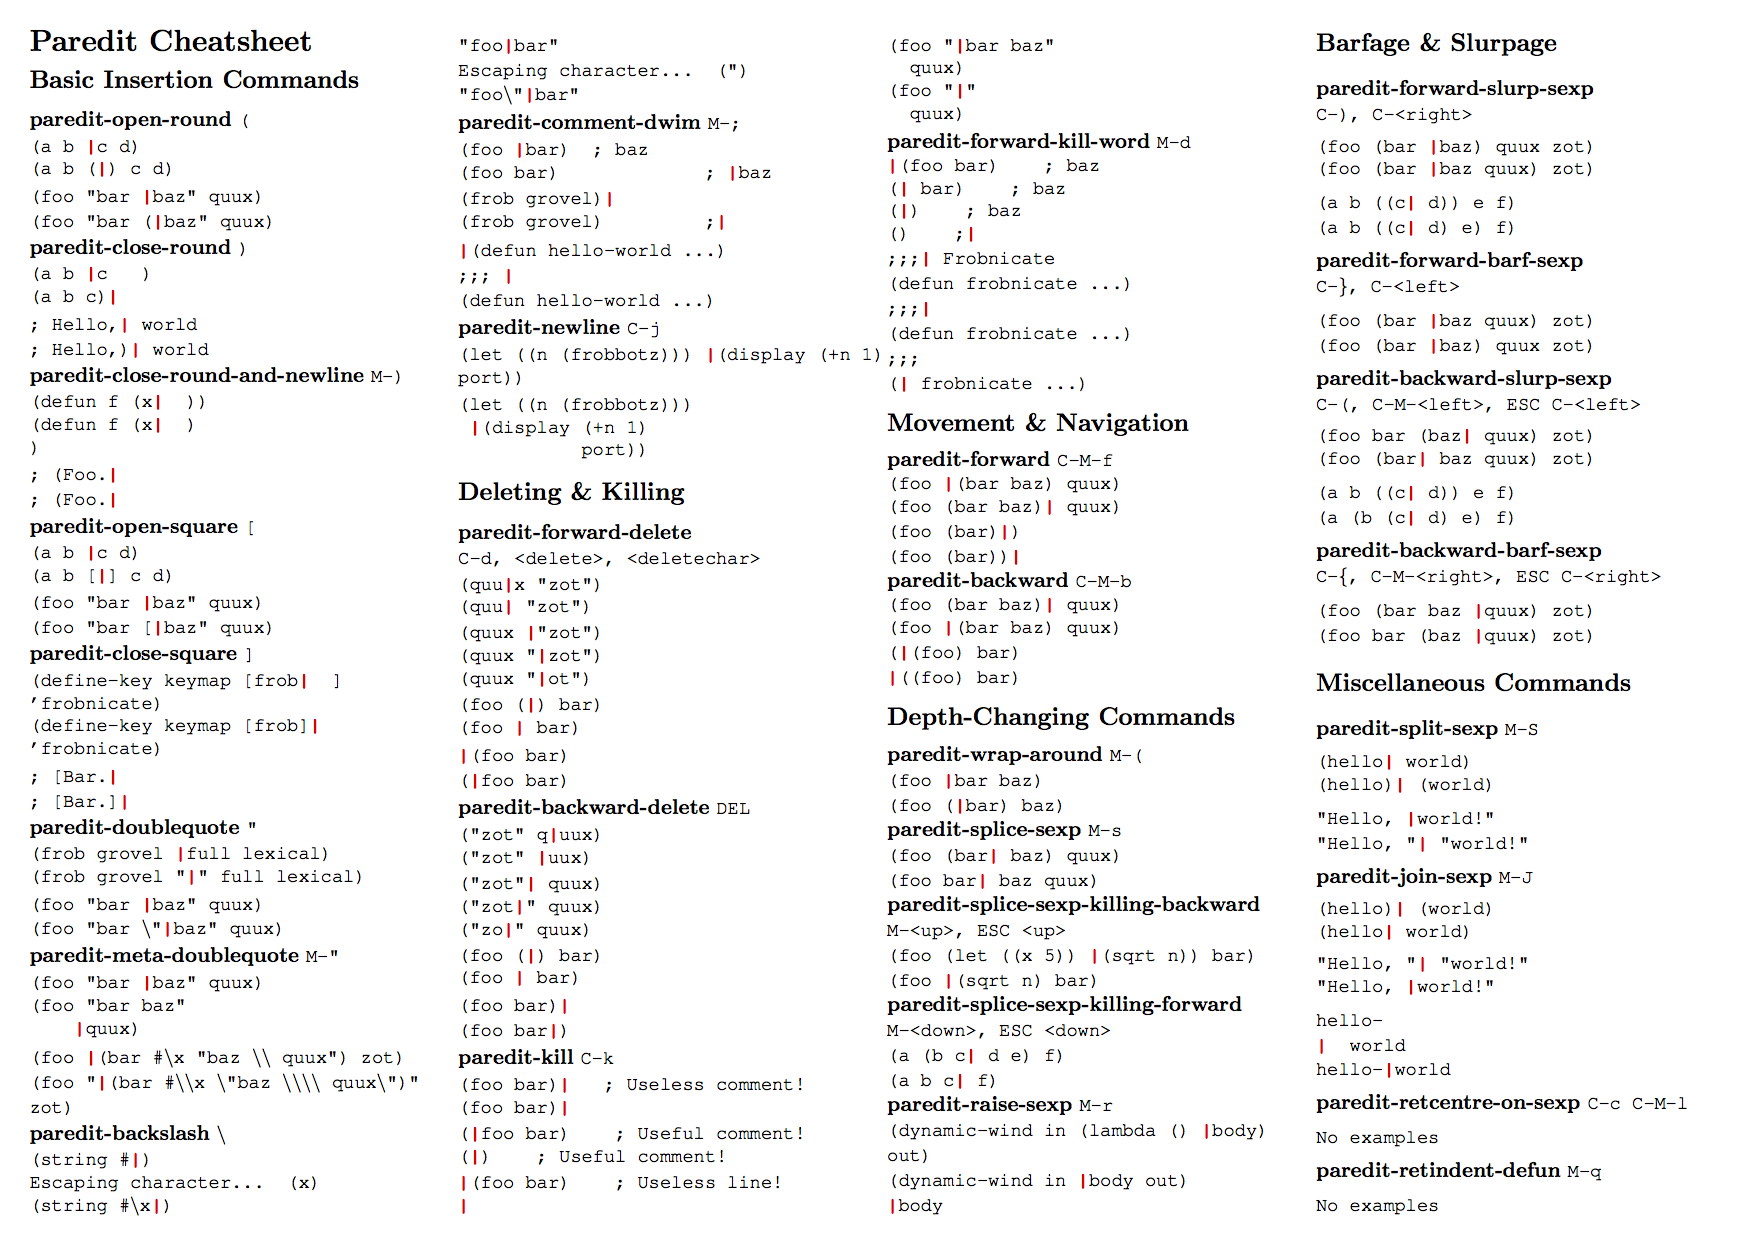 Paredit Cheatsheet
Basic Insertion Commands
paredit-open-round (
(a b |c d)
(a b (|) c d)
(foo "bar |baz" quux)
(foo "bar (|baz" quux)
paredit-close-round )
(a b |c   )
(a b c)|
; Hello,| world
; Hello,)| world
paredit-close-round-and-newline M-)
(defun f (x|  ))
(defun f (x|  )
)
; (Foo.|
; (Foo.|
paredit-open-square [
(a b |c d)
(a b [|] c d)
(foo "bar |baz" quux)
(foo "bar [|baz" quux)
paredit-close-square ]
(define-key keymap [frob|  ]
'frobnicate)
(define-key keymap [frob]|
'frobnicate)
; [Bar.|
; [Bar.]|
paredit-doublequote "
(frob grovel |full lexical)
(frob grovel "|" full lexical)
(foo "bar |baz" quux)
(foo "bar \"|baz" quux)
paredit-meta-doublequote M-"
(foo "bar |baz" quux)
(foo "bar baz"
    |quux)
(foo |(bar #\x "baz \\ quux") zot)
(foo "|(bar #\\x \"baz \\\\ quux\")"
zot)
paredit-backslash \
(string #|)
Escaping character...  (x)
(string #\x|)
"foo|bar"
Escaping character...  (")
"foo\"|bar"
paredit-comment-dwim M-;
(foo |bar)  ; baz
(foo bar)             ; |baz
(frob grovel)|
(frob grovel)         ;|
|(defun hello-world ...)
;;; |
(defun hello-world ...)
paredit-newline C-j
(let ((n (frobbotz))) |(display (+n 1)
port))
(let ((n (frobbotz)))
 |(display (+n 1)
           port))
Deleting & Killing
paredit-forward-delete
C-d, <delete>, <deletechar>
(quu|x "zot")
(quu| "zot")
(quux |"zot")
(quux "|zot")
(quux "|ot")
(foo (|) bar)
(foo | bar)
|(foo bar)
(|foo bar)
paredit-backward-delete DEL
("zot" q|uux)
("zot" |uux)
("zot"| quux)
("zot|" quux)
("zo|" quux)
(foo (|) bar)
(foo | bar)
(foo bar)|
(foo bar|)
paredit-kill C-k
(foo bar)|   ; Useless comment!
(foo bar)|
(|foo bar)    ; Useful comment!
(|)    ; Useful comment!
|(foo bar)    ; Useless line!
|
(foo "|bar baz"
  quux)
(foo "|"
  quux)
paredit-forward-kill-word M-d
|(foo bar)    ; baz
(| bar)    ; baz
(|)    ; baz
()    ;|
;;;| Frobnicate
(defun frobnicate ...)
;;;|
(defun frobnicate ...)
;;;
(| frobnicate ...)
Movement & Navigation
paredit-forward C-M-f
(foo |(bar baz) quux)
(foo (bar baz)| quux)
(foo (bar)|)
(foo (bar))|
paredit-backward C-M-b
(foo (bar baz)| quux)
(foo |(bar baz) quux)
(|(foo) bar)
|((foo) bar)
Depth-Changing Commands
paredit-wrap-around M-(
(foo |bar baz)
(foo (|bar) baz)
paredit-splice-sexp M-s
(foo (bar| baz) quux)
(foo bar| baz quux)
paredit-splice-sexp-killing-backward
M-<up>, ESC <up>
(foo (let ((x 5)) |(sqrt n)) bar)
(foo |(sqrt n) bar)
paredit-splice-sexp-killing-forward
M-<down>, ESC <down>
(a (b c| d e) f)
(a b c| f)
paredit-raise-sexp M-r
(dynamic-wind in (lambda () |body)
out)
(dynamic-wind in |body out)
|body
Barfage & Slurpage
paredit-forward-slurp-sexp
C-), C-<right>
(foo (bar |baz) quux zot)
(foo (bar |baz quux) zot)
(a b ((c| d)) e f)
(a b ((c| d) e) f)
paredit-forward-barf-sexp
C-}, C-<left>
(foo (bar |baz quux) zot)
(foo (bar |baz) quux zot)
paredit-backward-slurp-sexp
C-(, C-M-<left>, ESC C-<left>
(foo bar (baz| quux) zot)
(foo (bar| baz quux) zot)
(a b ((c| d)) e f)
(a (b (c| d) e) f)
paredit-backward-barf-sexp
C-{, C-M-<right>, ESC C-<right>
(foo (bar baz |quux) zot)
(foo bar (baz |quux) zot)
Miscellaneous Commands
paredit-split-sexp M-S
(hello| world)
(hello)| (world)
"Hello, |world!"
"Hello, "| "world!"
paredit-join-sexp M-J
(hello)| (world)
(hello| world)
"Hello, "| "world!"
"Hello, |world!"
hello-
|  world
hello-|world
paredit-retcentre-on-sexp C-c C-M-l
No examples
paredit-retindent-defun M-q
No examples